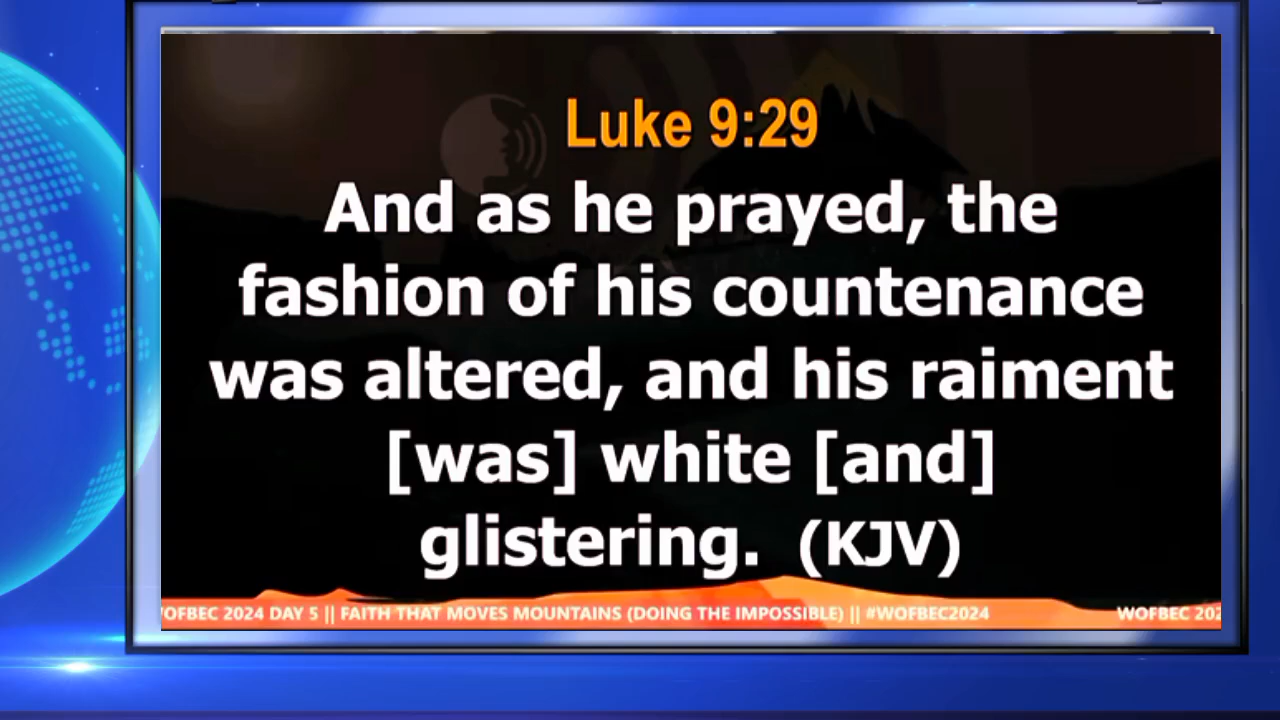 Luke 9:29
And as he prayed, the
fashion of his countenance
was altered, and his raiment
[was] white [and]
glistering. (KJV)
OFBEC 2024 DAY 5 || FAITH THAT MOVES MOUNTAINS (DOING THE IMPOSSIBLE) || #WOFBEC2024 WOFBEC 202